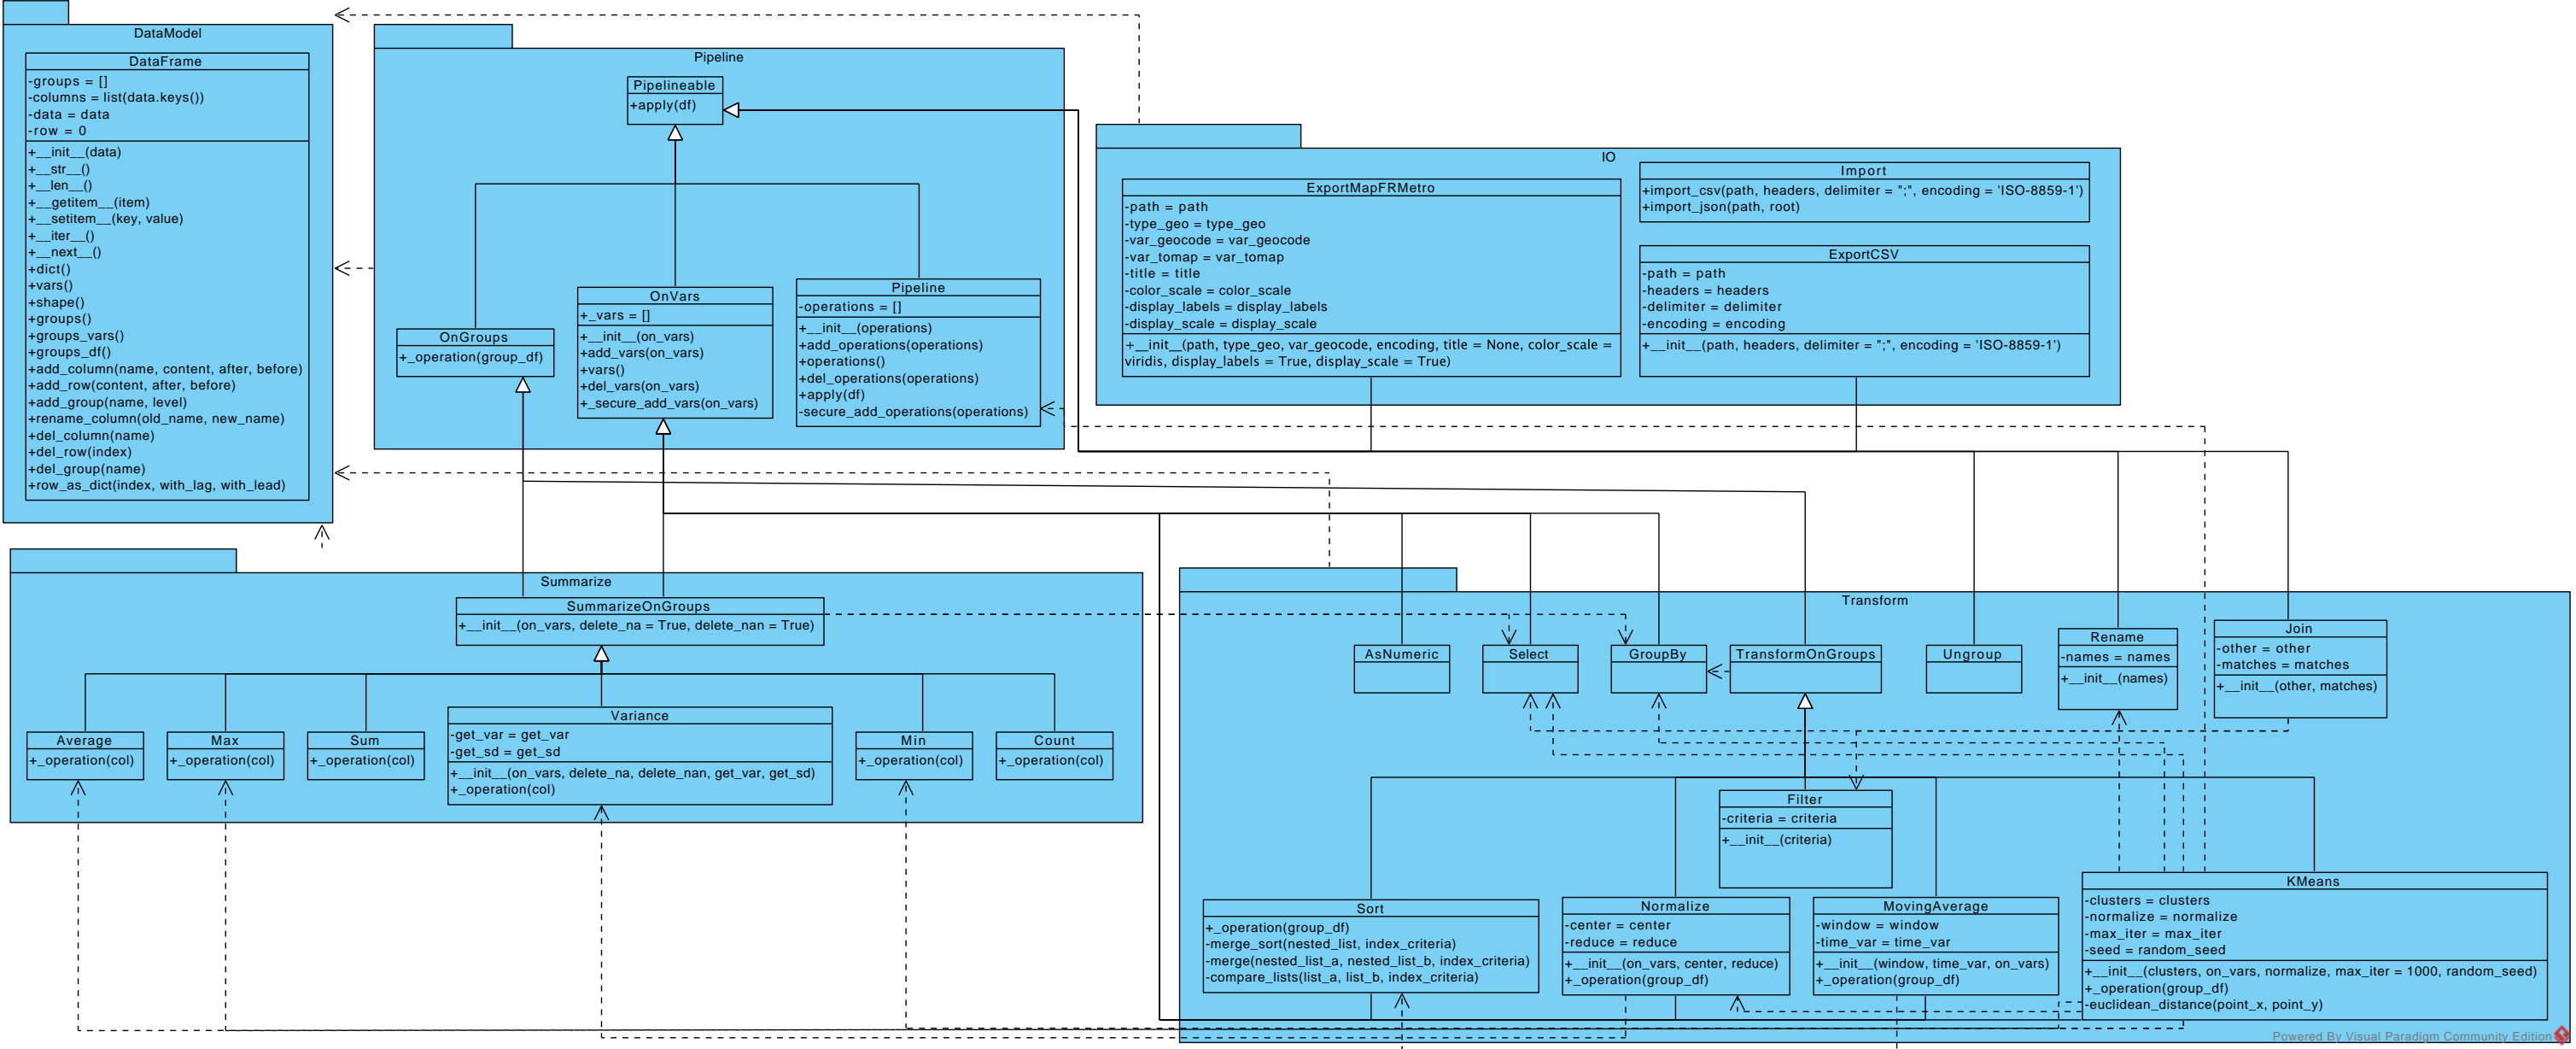 DataModel
DataFrame
-groups = []
-columns = list(data.keys())
-data = data
-row = 0
+__init__(data)
+__str__()
+__len__()
+__getitem__(item)
+__setitem__(key, value)
+__iter__()
+__next__()
+dict()
+vars()
+shape()
+groups()
+groups_vars()
+groups_df()
+add_column(name, content, after, before)
+add_row(content, after, before)
+add_group(name, level)
+rename_column(old_name, new_name)
+del_column(name)
+del_row(index)
+del_group(name)
+row_as_dict(index, with_lag, with_lead)
Pipeline
Pipelineable
+apply(df)
OnGroups
+_operation(group_df)
OnVars
+_vars = []
+__init__(on_vars)
+add_vars(on_vars)
+vars()
+del_vars(on_vars)
+_secure_add_vars(on_vars)
Pipeline
-operations = []
+__init__(operations)
+add_operations(operations)
+operations()
+del_operations(operations)
+apply(df)
-secure_add_operations(operations)
IO
ExportMapFRMetro
-path = path
-type_geo = type_geo
-var_geocode = var_geocode
-var_tomap = var_tomap
-title = title
-color_scale = color_scale
-display_labels = display_labels
-display_scale = display_scale
+__init__(path, type_geo, var_geocode, encoding, title = None, color_scale =
viridis, display_labels = True, display_scale = True)
Import
+import_csv(path, headers, delimiter = ";", encoding = 'ISO-8859-1')
+import_json(path, root)
ExportCSV
-path = path
-headers = headers
-delimiter = delimiter
-encoding = encoding
+__init__(path, headers, delimiter = ";", encoding = 'ISO-8859-1')
Summarize
SummarizeOnGroups
+__init__(on_vars, delete_na = True, delete_nan = True)
Average
+_operation(col)
Max
+_operation(col)
Sum
+_operation(col)
Variance
-get_var = get_var
-get_sd = get_sd
+__init__(on_vars, delete_na, delete_nan, get_var, get_sd)
+_operation(col)
Min
+_operation(col)
Count
+_operation(col)
Transform
AsNumeric
Select
GroupBy
TransformOnGroups
Ungroup
Rename
-names = names
+__init__(names)
Join
-other = other
-matches = matches
+__init__(other, matches)
Filter
-criteria = criteria
+__init__(criteria)
Sort
+_operation(group_df)
-merge_sort(nested_list, index_criteria)
-merge(nested_list_a, nested_list_b, index_criteria)
-compare_lists(list_a, list_b, index_criteria)
Normalize
-center = center
-reduce = reduce
+__init__(on_vars, center, reduce)
+_operation(group_df)
MovingAverage
-window = window
-time_var = time_var
+__init__(window, time_var, on_vars)
+_operation(group_df)
KMeans
-clusters = clusters
-normalize = normalize
-max_iter = max_iter
-seed = random_seed
+__init__(clusters, on_vars, normalize, max_iter = 1000, random_seed)
+_operation(group_df)
-euclidean_distance(point_x, point_y)
Powered By Visual Paradigm Community Edition